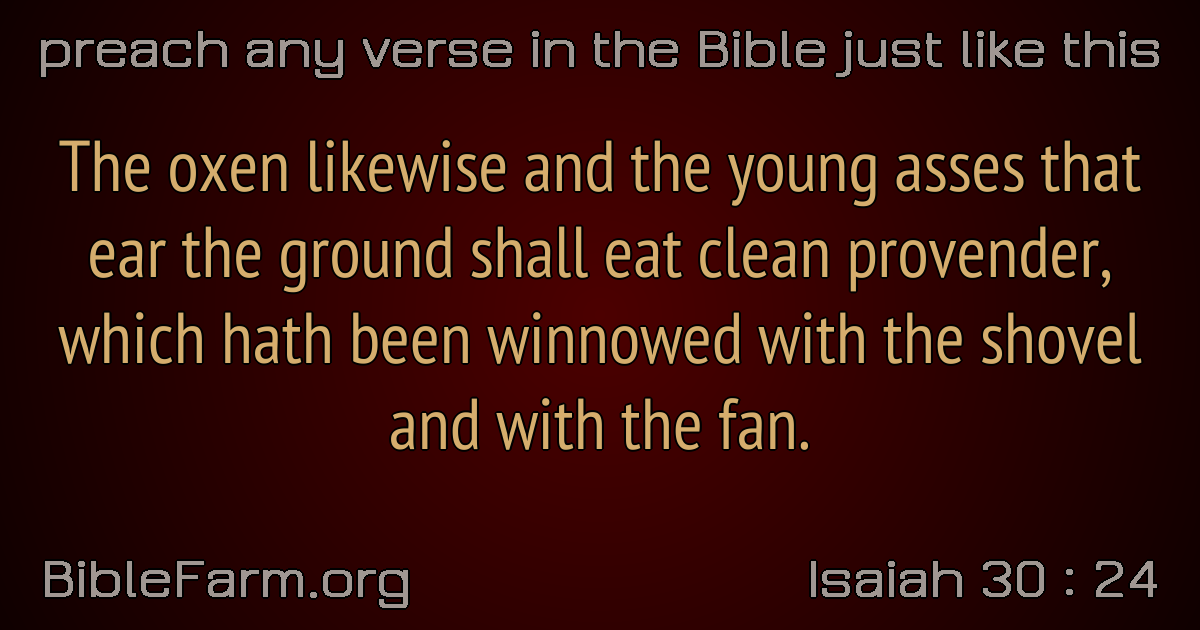 preach any verse in the Bible just like this
The oxen likewise and the young asses that
ear the ground shall eat clean provender,
which hath been winnowed with the shovel
and with the fan.
BibleFarm.org
Isaiah 30 : 24